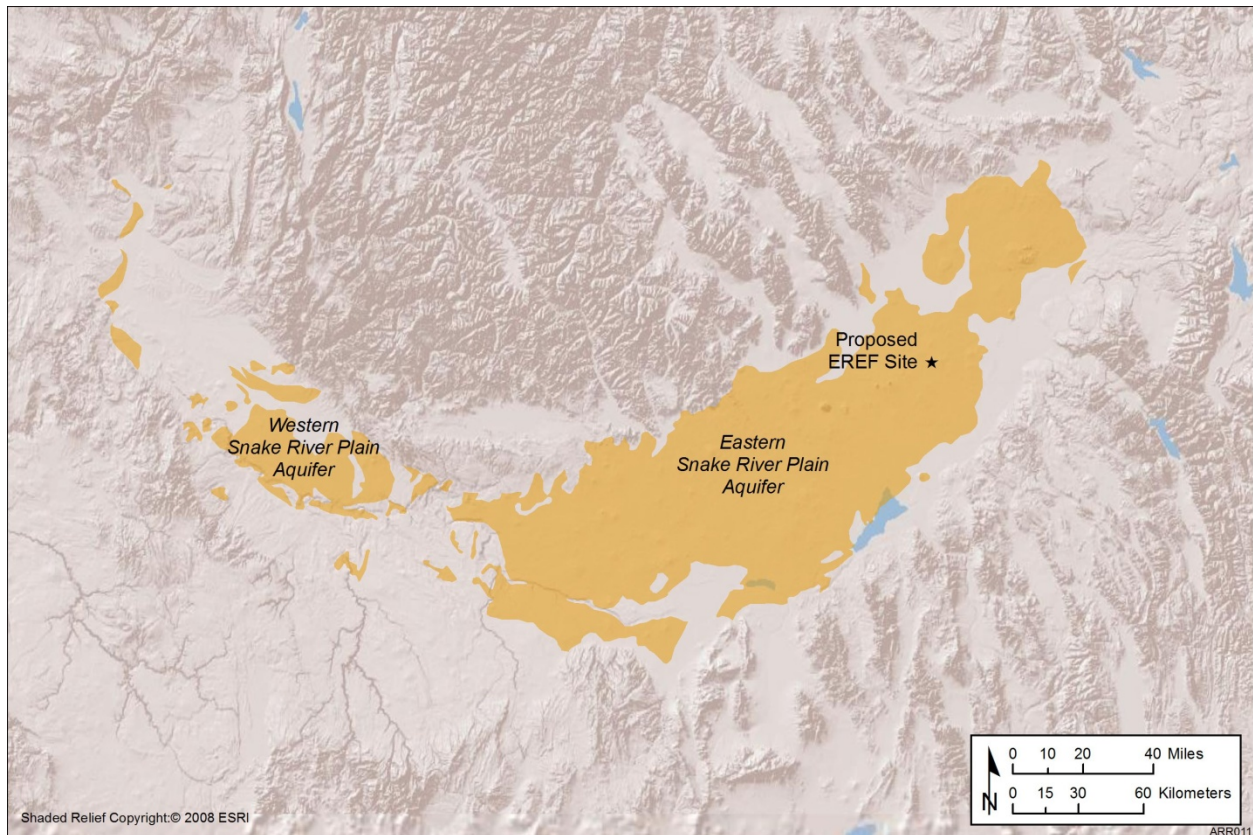 Proposed
EREF Site
Western
Snake River Plain
Aquifer
Eastern
Snake River Plain
Aquifer
0 10 20 40 Miles
0 15 30 60 Kilometers
N
Shaded Relief Copyright:© 2008 ESRI
ARR011